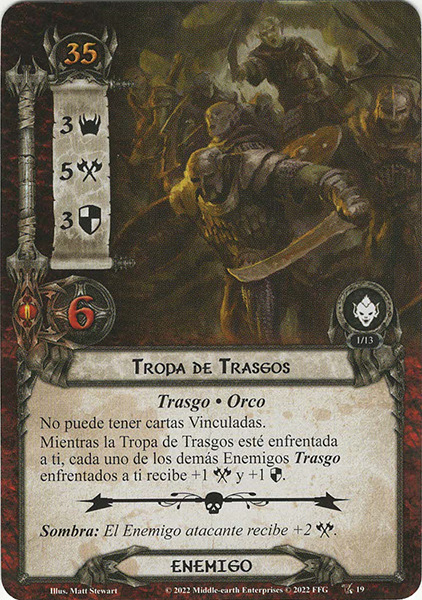 35
3
5
3
6
1/13
Tropa de Trasgos
Trasgo • Orco
No puede tener cartas Vinculadas.
Mientras la Tropa de Trasgos esté enfrentada
a ti, cada uno de los demás Enemigos Trasgo
enfrentados a ti recibe +1 y +1.
Sombra: El Enemigo atacante recibe +2.
ENEMIGO
Illus. Matt Stewart © 2022 Middle-earth Enterprises © 2022 FFG 19